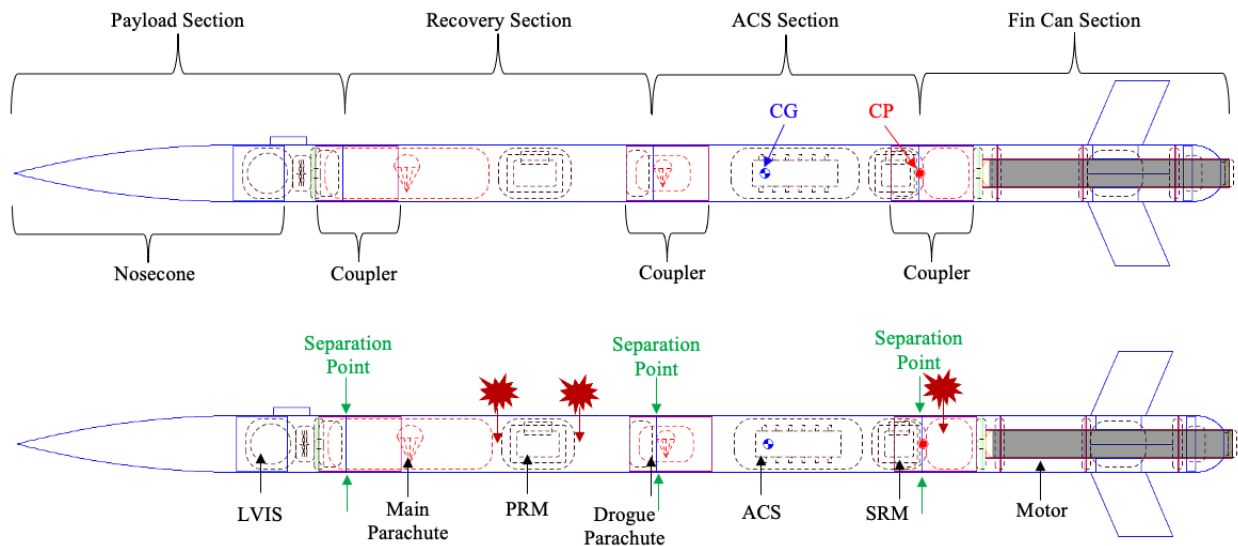 Payload Section
Recovery Section
ACS Section
Fin Can Section
CG
CP
Nosecone
Coupler
Coupler
Coupler
Separation
Point
Separation
Point
Separation
Point
LVIS
Main
Parachute
PRM
Drogue
Parachute
ACS
SRM
Motor